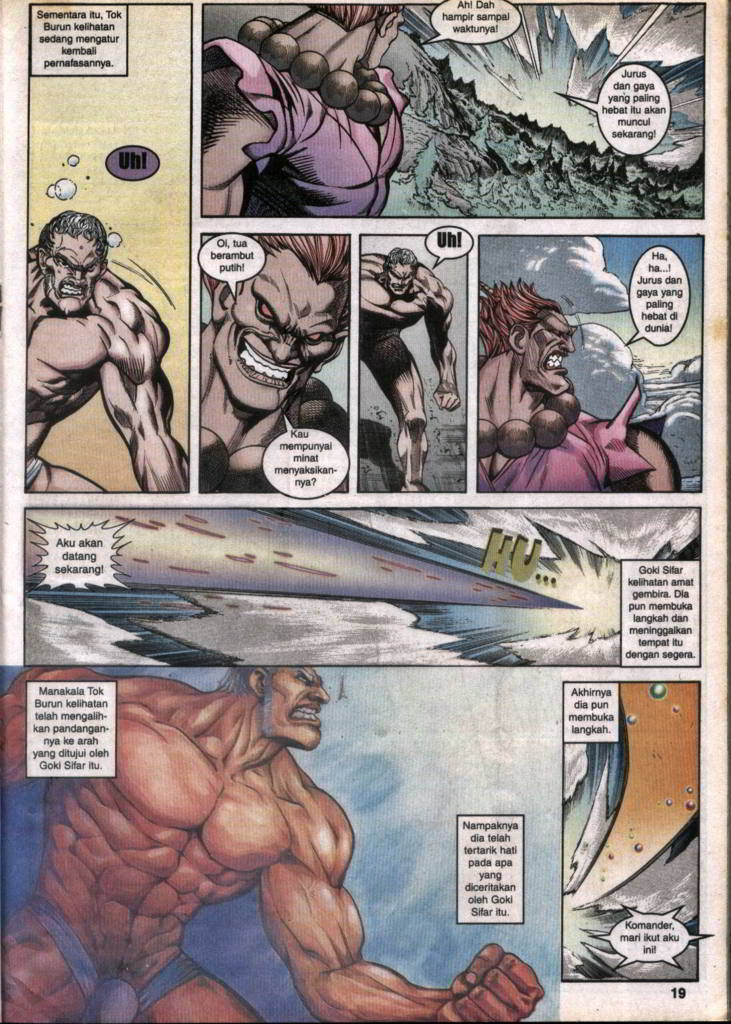 Sementara itu, Tok
Burun kelihatan
sedang mengatur
kembali
pernafasannya.
Uh!
Ah! Dah
hampir sampai
waktunya!
Jurus
dan gaya
yang paling
hebat itu akan
muncul
sekarang!
Oi, tua
berambut
putih!
Kau
mempunyai
minat
menyaksikan-
nya?
Uh!
Ha,
ha...!
Jurus dan
gaya yang
paling
hebat di
dunia!
Aku akan
datang
sekarang!
HU...
Goki Sifar
kelihatan amat
gembira. Dia
pun membuka
langkah dan
meninggalkan
tempat itu
dengan segera.
Manakala Tok
Burun kelihatan
telah mengalih-
kan pandangan-
nya ke arah
yang ditujui oleh
Goki Sifar itu.
Nampaknya
dia telah
tertarik hati
pada apa
yang
diceritakan
oleh Goki
Sifar itu.
Akhirnya
dia pun
membuka
langkah.
Komander,
mari ikut aku
ini!
19